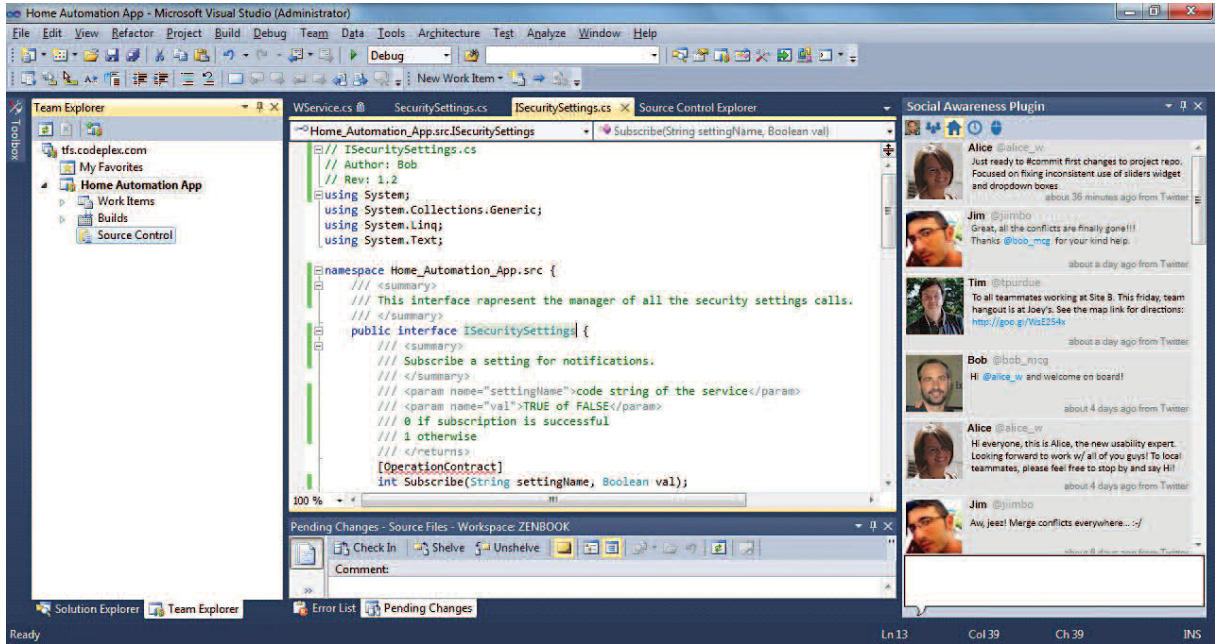 Home Automation App - Microsoft Visual Studio (Administrator)
File Edit View Refactor Project Build Debug Team Data Tools Architecture Test Analyze Window Help
Debug
New Work Item
Toolbox
Team Explorer
tfs.codeplex.com
My Favorites
Home Automation App
Work Items
Builds
Source Control
Solution Explorer Team Explorer
WService.cs SecuritySettings.cs ISecuritySettings.cs Source Control Explorer
Home_Automation_App.src.ISecuritySettings Subscribe(String settingName, Boolean val)
// ISecuritySettings.cs
// Author: Bob
// Rev: 1.2
using System;
using System.Collections.Generic;
using System.Linq;
using System.Text;
namespace Home_Automation_App.src {
/// <summary>
/// This interface rapresent the manager of all the security settings calls.
/// </summary>
public interface ISecuritySettings {
/// <summary>
/// Subscribe a setting for notifications.
/// </summary>
/// <param name="settingName">code string of the service</param>
/// <param name="val">TRUE of FALSE</param>
/// 0 if subscription is successful
/// 1 otherwise
/// </returns>
[OperationContract]
int Subscribe(String settingName, Boolean val);
100 %
Pending Changes - Source Files - Workspace: ZENBOOK
Check In Shelve Unshelve
Comment:
Error List Pending Changes
Social Awareness Plugin
Alice @alice_w
Just ready to #commit first changes to project repo.
Focused on fixing inconsistent use of sliders widget
and dropdown boxes
about 36 minutes ago from Twitter
Jim @jimbo
Great, all the conflicts are finally gone!!!
Thanks @bob_mcg for your kind help.
about a day ago from Twitter
Tim @tpurdue
To all teammates working at Site B. This friday, team
hangout is at Joey's. See the map link for directions:
http://goo.gl/WsE254x
about a day ago from Twitter
Bob @bob_mcg
Hi @alice_w and welcome on board!
about 4 days ago from Twitter
Alice @alice_w
Hi everyone, this is Alice, the new usability expert.
Looking forward to work w/ all of you guys! To local
teammates, please feel free to stop by and say Hi!
about 4 days ago from Twitter
Jim @jimbo
Aw, jeez! Merge conflicts everywhere... :-/
Ready Ln 13 Col 39 Ch 39 INS